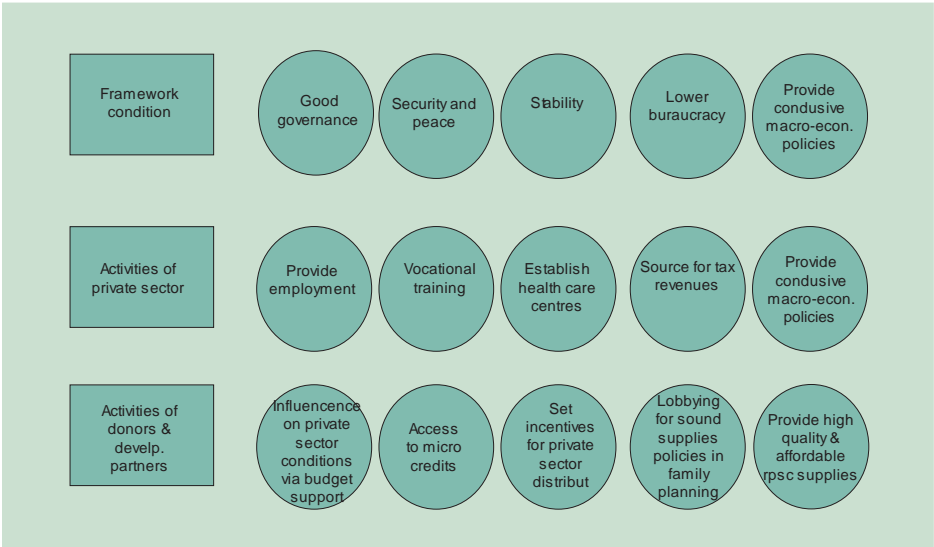 Framework
condition
Good
governance
Security and
peace
Stability
Lower
buraucracy
Provide
condusive
macro-econ.
policies
Activities of
private sector
Provide
employment
Vocational
training
Establish
health care
centres
Source for tax
revenues
Provide
condusive
macro-econ.
policies
Activities of
donors &
develp.
partners
Influencence
on private
sector
conditions
via budget
support
Access
to micro
credits
Set
incentives
for private
sector
distribut
Lobbying
for sound
supplies
policies in
family
planning
Provide high
quality &
affordable
rpsc supplies